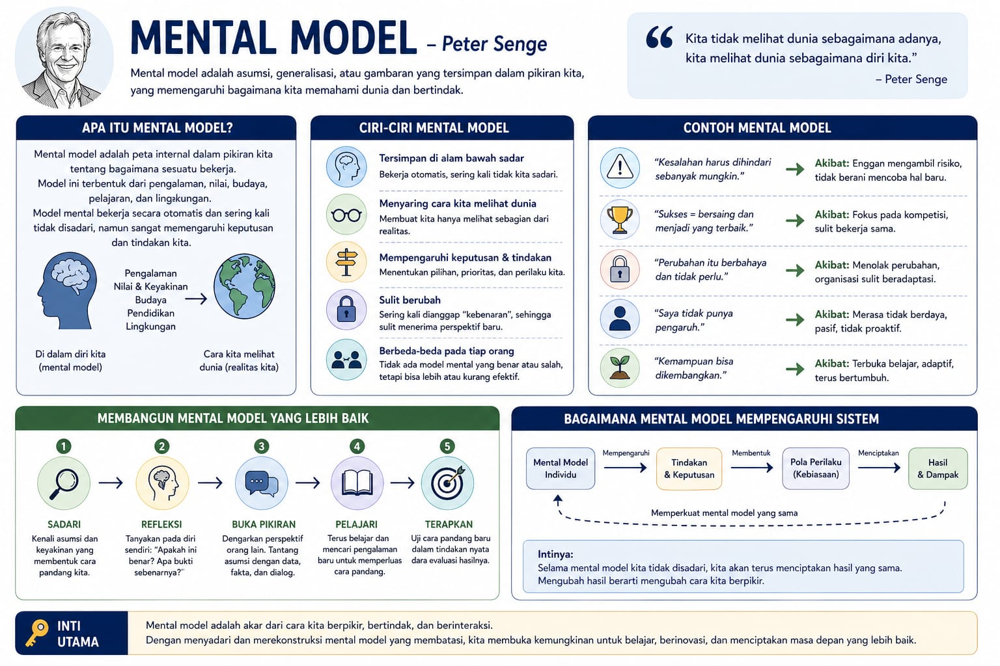 MENTAL MODEL – Peter Senge
Mental model adalah asumsi, generalisasi, atau gambaran yang tersimpan dalam pikiran kita,
yang memengaruhi bagaimana kita memahami dunia dan bertindak.
“ Kita tidak melihat dunia sebagaimana adanya,
kita melihat dunia sebagaimana diri kita.”
– Peter Senge
APA ITU MENTAL MODEL?
Mental model adalah peta internal dalam pikiran kita
tentang bagaimana sesuatu bekerja.
Model ini terbentuk dari pengalaman, nilai, budaya,
pelajaran, dan lingkungan.
Model mental bekerja secara otomatis dan sering kali
tidak disadari, namun sangat memengaruhi keputusan
dan tindakan kita.
Pengalaman
Nilai & Keyakinan
Budaya
Pendidikan
Lingkungan
Di dalam diri kita
(mental model)
Cara kita melihat
dunia (realitas kita)
CIRI-CIRI MENTAL MODEL
Tersimpan di alam bawah sadar
Bekerja otomatis, sering kali tidak kita sadari.
Menyaring cara kita melihat dunia
Membuat kita hanya melihat sebagian dari
realitas.
Mempengaruhi keputusan & tindakan
Menentukan pilihan, prioritas, dan perilaku kita.
Sulit berubah
Sering kali dianggap “kebenaran”, sehingga
sulit menerima perspektif baru.
Berbeda-beda pada tiap orang
Tidak ada model mental yang benar atau salah,
tetapi bisa lebih atau kurang efektif.
CONTOH MENTAL MODEL
“Kesalahan harus dihindari
sebanyak mungkin.”
Akibat: Enggan mengambil risiko,
tidak berani mencoba hal baru.
“Sukses = bersaing dan
menjadi yang terbaik.”
Akibat: Fokus pada kompetisi,
sulit bekerja sama.
“Perubahan itu berbahaya
dan tidak perlu.”
Akibat: Menolak perubahan,
organisasi sulit beradaptasi.
“Saya tidak punya
pengaruh.”
Akibat: Merasa tidak berdaya,
pasif, tidak proaktif.
“Kemampuan bisa
dikembangkan.”
Akibat: Terbuka belajar, adaptif,
terus bertumbuh.
MEMBANGUN MENTAL MODEL YANG LEBIH BAIK
1
SADARI
Kenali asumsi dan
keyakinan yang
membentuk cara
pandang kita.
2
REFLEKSI
Tanyakan pada diri
sendiri: “Apakah ini
benar? Apa bukti
sebenarnya?”
3
BUKA PIKIRAN
Dengarkan perspektif
orang lain. Tantang
asumsi dengan data,
fakta, dan dialog.
4
PELAJARI
Terus belajar dan
mencari pengalaman
baru untuk memperluas
cara pandang.
5
TERAPKAN
Uji cara pandang baru
dalam tindakan nyata
dara evaluasi hasilnya.
BAGAIMANA MENTAL MODEL MEMPENGARUHI SISTEM
Mental Model
Individu
Mempengaruhi
Tindakan
& Keputusan
Membentuk
Pola Perilaku
(Kebiasaan)
Menciptakan
Hasil
& Dampak
Memperkuat mental model yang sama
Intinya:
Selama mental model kita tidak disadari, kita akan terus menciptakan hasil yang sama.
Mengubah hasil berarti mengubah cara kita berpikir.
INTI
UTAMA
Mental model adalah akar dari cara kita berpikir, bertindak, dan berinteraksi.
Dengan menyadari dan merekonstruksi mental model yang membatasi, kita membuka kemungkinan untuk belajar, berinovasi, dan menciptakan masa depan yang lebih baik.